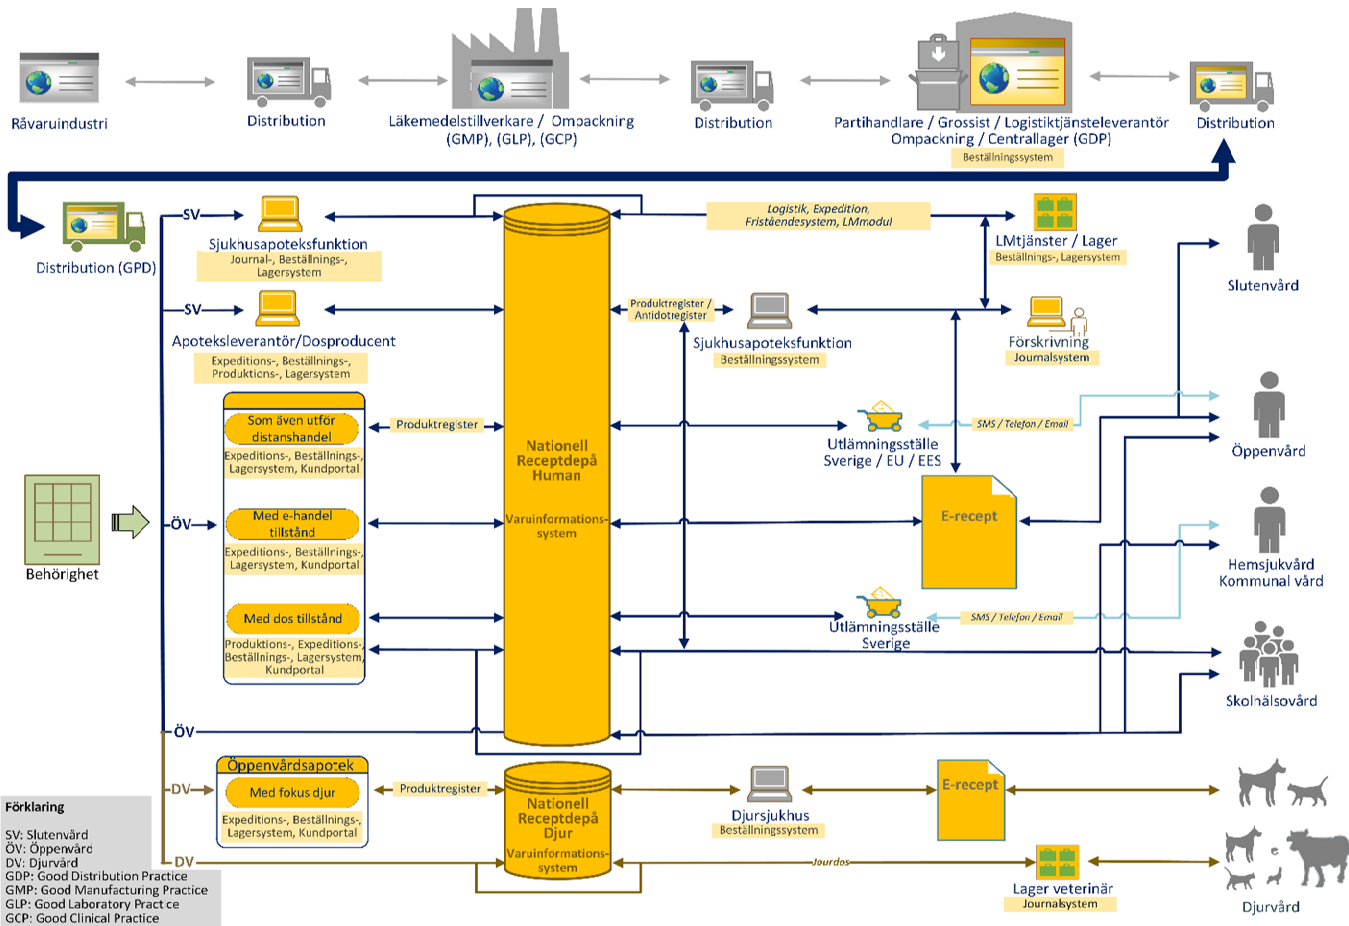 Råvaruindustri
Distribution
Läkemedelstillverkare / Ompackning
(GMP), (GLP), (GCP)
Distribution
Partihandlare / Grossist / Logistiktjänsteleverantör
Ompackning / Centrallager (GDP)
Beställningssystem
Distribution
Distribution (GPD)
SV
Sjukhusapoteksfunktion
Journal-, Beställnings-,
Lagersystem
SV
Apoteksleverantör/Dosproducent
Expeditions-, Beställnings-,
Produktions-, Lagersystem
Som även utför
distanshandel
Expeditions-, Beställnings-,
Lagersystem, Kundportal
Produktregister
ÖV
Med e-handel
tillstånd
Expeditions-, Beställnings-,
Lagersystem, Kundportal
Med dos tillstånd
Produktions-, Expeditions-,
Beställnings-, Lagersystem,
Kundportal
Behörighet
ÖV
Nationell
Receptdepå
Human
Varuinformations-
system
Logistik, Expedition,
Friståendesystem, LMmodul
LMtjänster / Lager
Beställnings-, Lagersystem
Produktregister /
Antidotregister
Sjukhusapoteksfunktion
Beställningssystem
Förskrivning
Journalsystem
Utlämningsställe
Sverige / EU / EES
SMS / Telefon / Email
E-recept
Utlämningsställe
Sverige
SMS / Telefon / Email
Slutenvård
Öppenvård
Hemsjukvård
Kommunal vård
Skolhälsovård
DV
Öppenvårdsapotek
Med fokus djur
Expeditions-, Beställnings-,
Lagersystem, Kundportal
Produktregister
Nationell
Receptdepå
Djur
Varuinformations-
system
Djursjukhus
Beställningssystem
E-recept
DV
Jourdos
Lager veterinär
Journalsystem
Djurvård
Förklaring
SV: Slutenvård
ÖV: Öppenvård
DV: Djurvård
GDP: Good Distribution Practice
GMP: Good Manufacturing Practice
GLP: Good Laboratory Practice
GCP: Good Clinical Practice